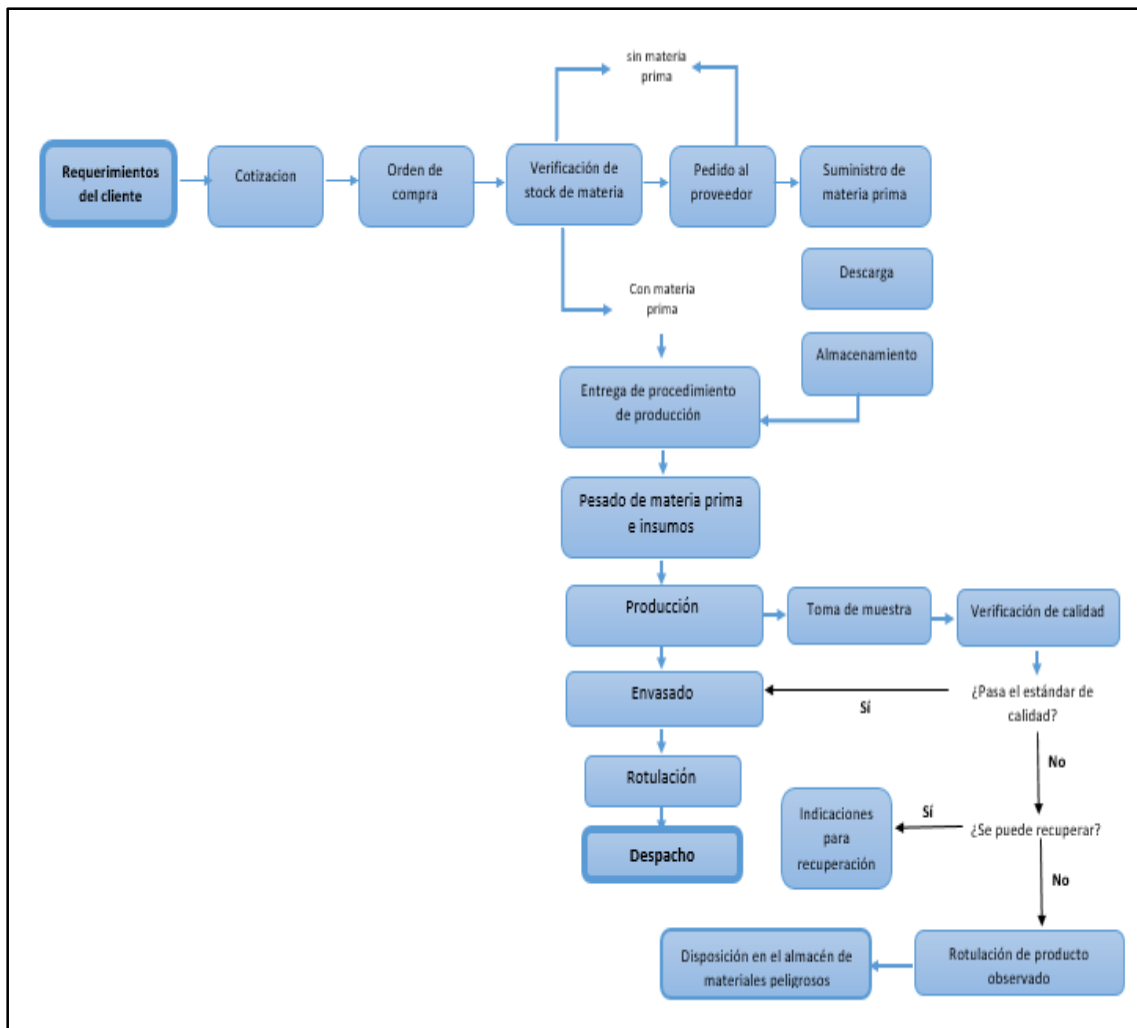 sin materia
prima
Requerimientos
del cliente
Cotizacion
Orden de
compra
Verificación de
stock de materia
Pedido al
proveedor
Suministro de
materia prima
Descarga
Con materia
prima
Almacenamiento
Entrega de procedimiento
de producción
Pesado de materia prima
e insumos
Producción
Toma de muestra
Verificación de calidad
Envasado
Sí
¿Pasa el estándar de
calidad?
No
Rotulación
Indicaciones
para
recuperación
Sí
¿Se puede recuperar?
Despacho
No
Disposición en el almacén de
materiales peligrosos
Rotulación de producto
observado